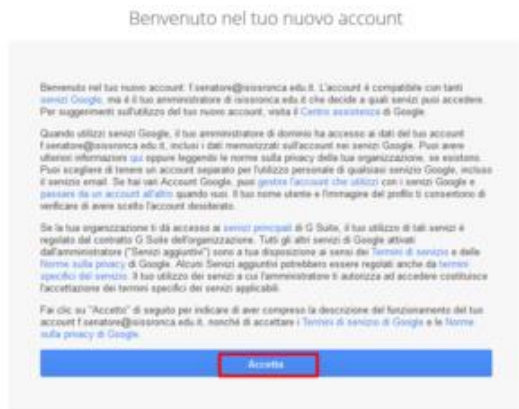 Benvenuto nel tuo nuovo account
Benvenuto nel tuo nuovo account: f.senatore@isissronca.edu.it. L'account è compatibile con tanti
servizi Google, ma è il tuo amministratore di isissronca.edu.it che decide a quali servizi puoi accedere.
Per suggerimenti sull'utilizzo del tuo nuovo account, visita il Centro assistenza di Google.
Quando utilizzi servizi Google, il tuo amministratore di dominio ha accesso ai dati del tuo account
f.senatore@isissronca.edu.it, inclusi i dati memorizzati sull'account nei servizi Google. Puoi avere
ulteriori informazioni qui oppure leggendo le norme sulla privacy della tua organizzazione, se esistono.
Puoi scegliere di tenere un account separato per l'utilizzo personale di qualsiasi servizio Google, incluso
il servizio email. Se hai vari Account Google, puoi gestire l'account che utilizzi con i servizi Google e
passare da un account all'altro quando vuoi. Il tuo nome utente e l'immagine del profilo ti consentono di
verificare di avere scelto l'account desiderato.
Se la tua organizzazione ti dà accesso ai servizi principali di G Suite, il tuo utilizzo di tali servizi è
regolato dal contratto G Suite dell'organizzazione. Tutti gli altri servizi di Google attivati
dall'amministratore ("Servizi aggiuntivi") sono a tua disposizione ai sensi dei Termini di servizio e delle
Norme sulla privacy di Google. Alcuni Servizi aggiuntivi potrebbero essere regolati anche da termini
specifici del servizio. Il tuo utilizzo dei servizi a cui l'amministratore ti autorizza ad accedere costituisce
l'accettazione dei termini specifici dei servizi applicabili.
Fai clic su "Accetto" di seguito per indicare di aver compreso la descrizione del funzionamento del tuo
account f.senatore@isissronca.edu.it, nonché di accettare i Termini di servizio di Google e le Norme
sulla privacy di Google.
Accetto